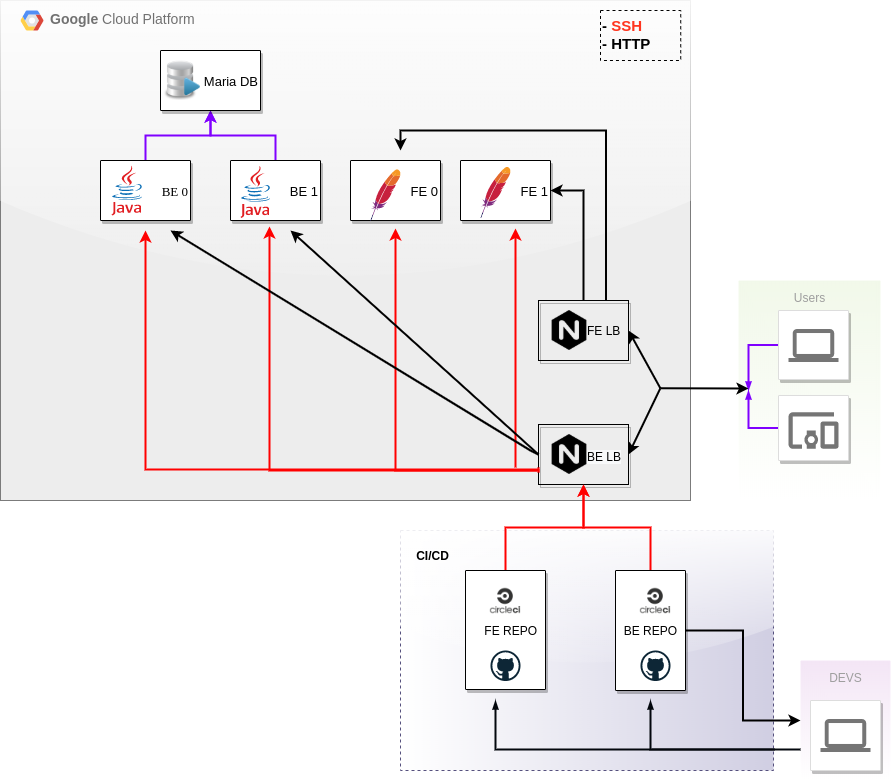 Google Cloud Platform
- SSH
- HTTP
Maria DB
Java
BE 0
Java
BE 1
FE 0
FE 1
N
FE LB
Users
N
BE LB
CI/CD
circleci
FE REPO
circleci
BE REPO
DEVS